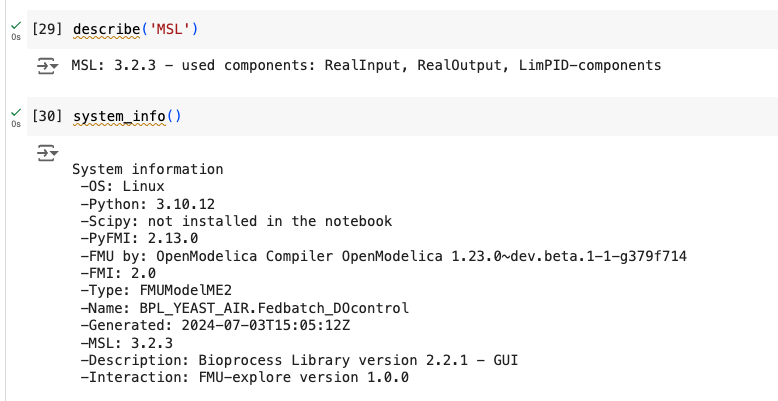 [29] describe('MSL')
0s
MSL: 3.2.3 – used components: RealInput, RealOutput, LimPID-components
[30] system_info()
0s
System information
-OS: Linux
-Python: 3.10.12
-Scipy: not installed in the notebook
-PyFMI: 2.13.0
-FMU by: OpenModelica Compiler OpenModelica 1.23.0~dev.beta.1-1-g379f714
-FMI: 2.0
-Type: FMUModelME2
-Name: BPL_YEAST_AIR.Fedbatch_DOcontrol
-Generated: 2024-07-03T15:05:12Z
-MSL: 3.2.3
-Description: Bioprocess Library version 2.2.1 - GUI
-Interaction: FMU-explore version 1.0.0